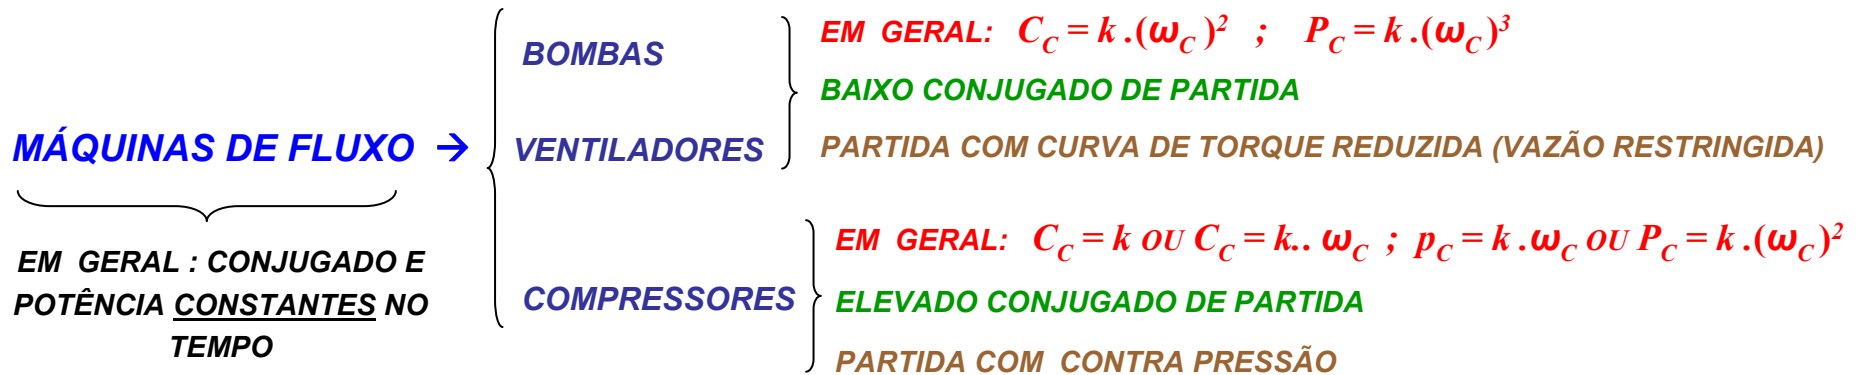 MÁQUINAS DE FLUXO →
EM GERAL : CONJUGADO E
POTÊNCIA CONSTANTES NO
TEMPO
BOMBAS
VENTILADORES
EM GERAL: C_C = k .(ω_C )² ; P_C = k .(ω_C)³
BAIXO CONJUGADO DE PARTIDA
PARTIDA COM CURVA DE TORQUE REDUZIDA (VAZÃO RESTRINGIDA)
COMPRESSORES
EM GERAL: C_C = k OU C_C = k.. ω_C ; p_C = k .ω_C OU P_C = k .(ω_C )²
ELEVADO CONJUGADO DE PARTIDA
PARTIDA COM CONTRA PRESSÃO